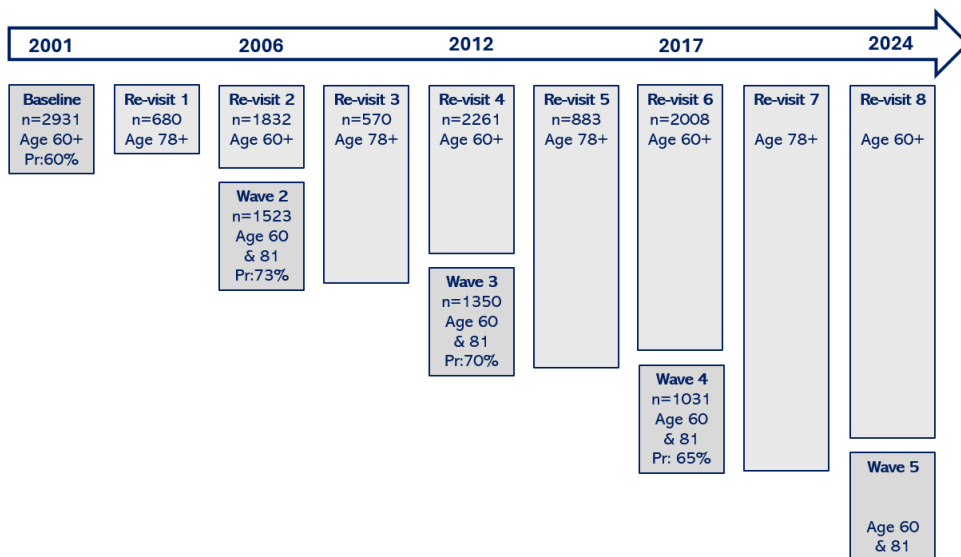 2001
2006
2012
2017
2024
Baseline
n=2931
Age 60+
Pr:60%
Re-visit 1
n=680
Age 78+
Re-visit 2
n=1832
Age 60+
Wave 2
n=1523
Age 60
& 81
Pr:73%
Re-visit 3
n=570
Age 78+
Re-visit 4
n=2261
Age 60+
Wave 3
n=1350
Age 60
& 81
Pr:70%
Re-visit 5
n=883
Age 78+
Re-visit 6
n=2008
Age 60+
Wave 4
n=1031
Age 60
& 81
Pr: 65%
Re-visit 7
Age 78+
Re-visit 8
Age 60+
Wave 5
Age 60
& 81